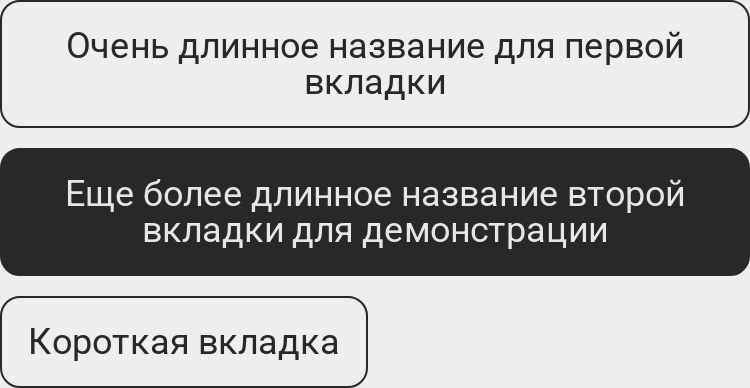 Очень длинное название для первой
вкладки
Еще более длинное название второй
вкладки для демонстрации
Короткая вкладка